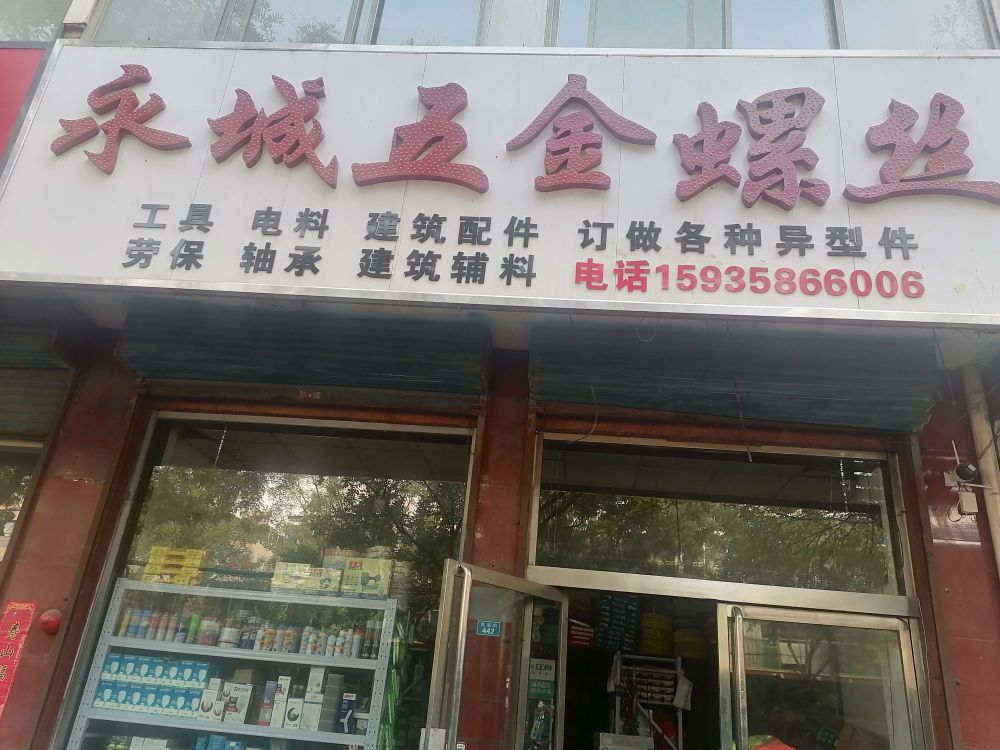 永城五金螺丝
工具 电料 建筑配件 订做各种异型件
劳保 轴承 建筑辅料 电话15935866006
442